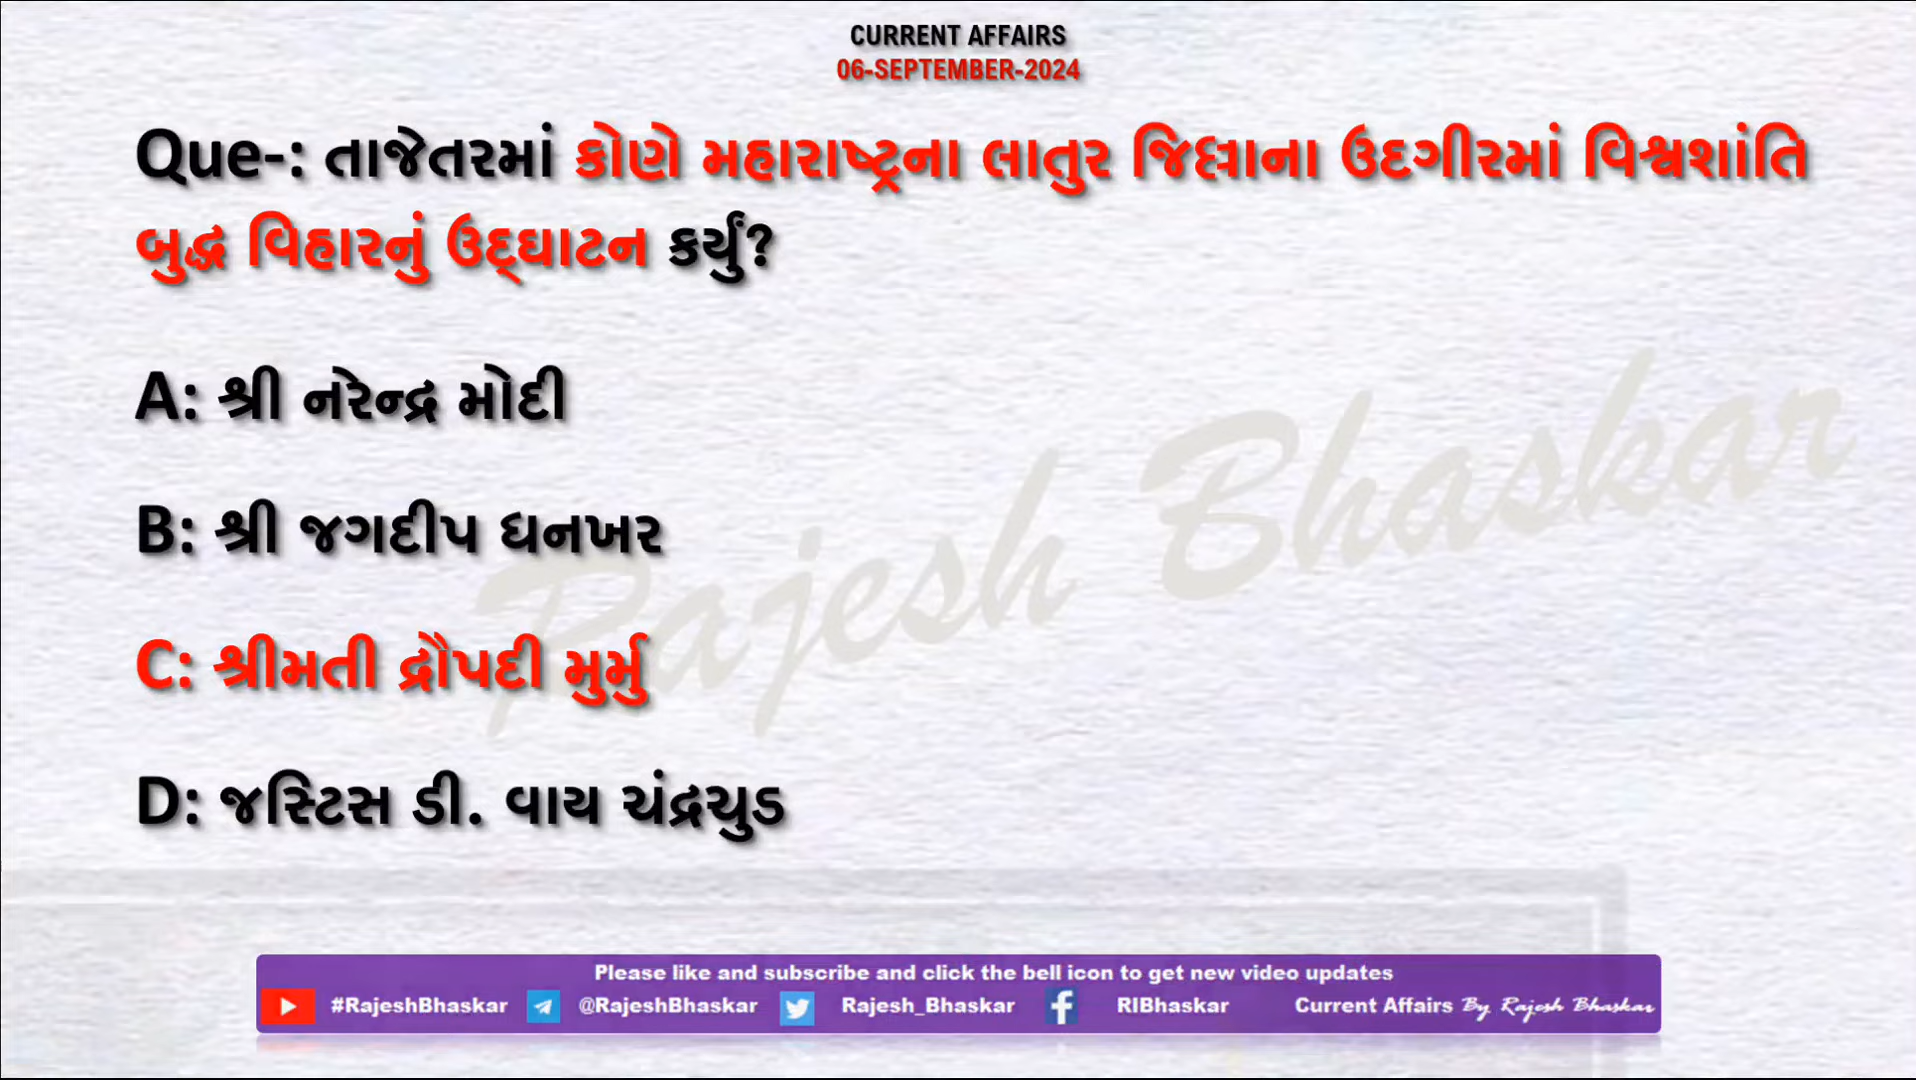 CURRENT AFFAIRS
06-SEPTEMBER-2024
Que-: તાજેતરમાં કોણે મહારાષ્ટ્રના લાતુર જિલ્લાના ઉદગીરમાં વિશ્વશાંતિ
બુદ્ધ વિહારનું ઉદ્ઘાટન કર્યું?
A: શ્રી નરેન્દ્ર મોદી
B: શ્રી જગદીપ ધનખર
C: શ્રીમતી દ્રૌપદી મુર્મુ
D: જસ્ટિસ ડી. વાય ચંદ્રચુડ
Rajesh Bhaskar
Please like and subscribe and click the bell icon to get new video updates
#RajeshBhaskar @RajeshBhaskar Rajesh_Bhaskar RIBhaskar Current Affairs By Rajesh Bhaskar